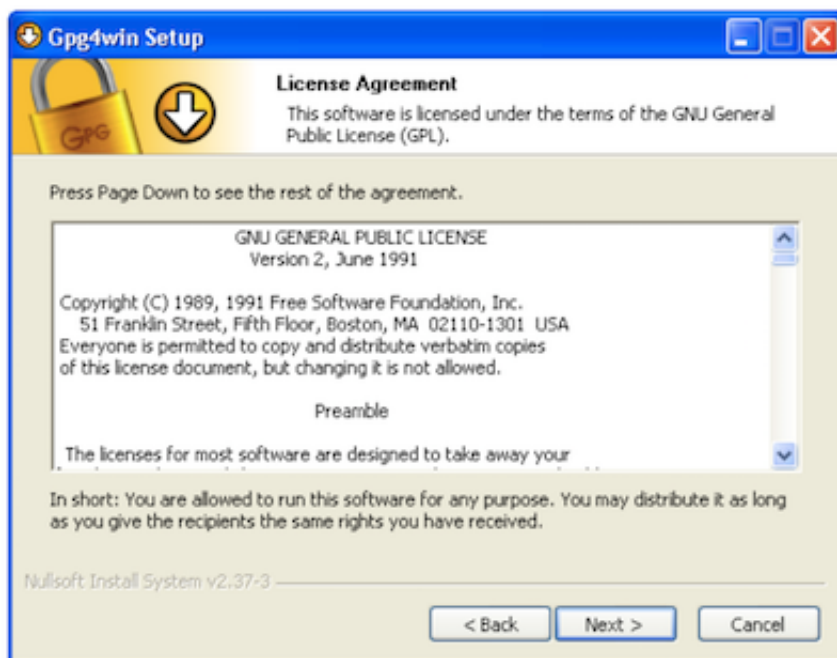 Gpg4win Setup
License Agreement
This software is licensed under the terms of the GNU General
Public License (GPL).
GPG
Press Page Down to see the rest of the agreement.
GNU GENERAL PUBLIC LICENSE
Version 2, June 1991
Copyright (C) 1989, 1991 Free Software Foundation, Inc.
51 Franklin Street, Fifth Floor, Boston, MA 02110-1301 USA
Everyone is permitted to copy and distribute verbatim copies
of this license document, but changing it is not allowed.
Preamble
The licenses for most software are designed to take away your
In short: You are allowed to run this software for any purpose. You may distribute it as long
as you give the recipients the same rights you have received.
Nullsoft Install System v2.37-3
< Back
Next >
Cancel